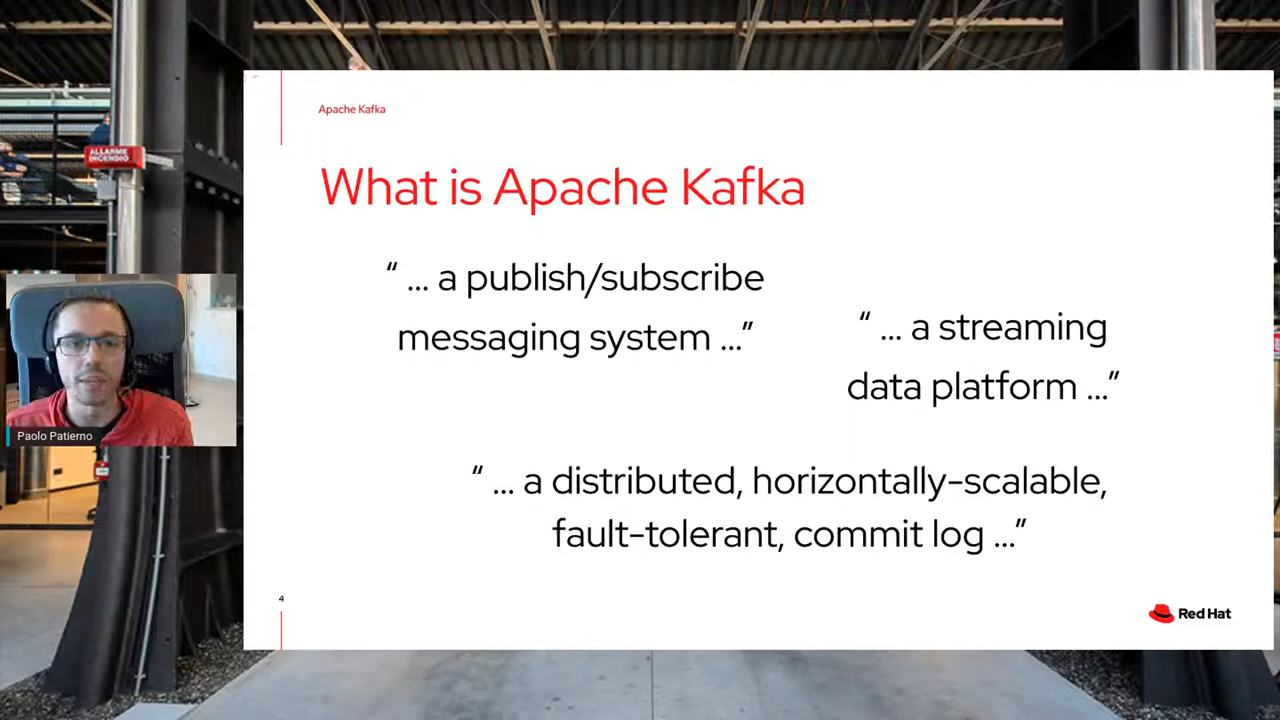 Apache Kafka
What is Apache Kafka
“ ... a publish/subscribe
messaging system ...”
“ ... a streaming
data platform ...”
“ ... a distributed, horizontally-scalable,
fault-tolerant, commit log ...”
4
Red Hat
ALLARME
INCENDIO
Paolo Patierno